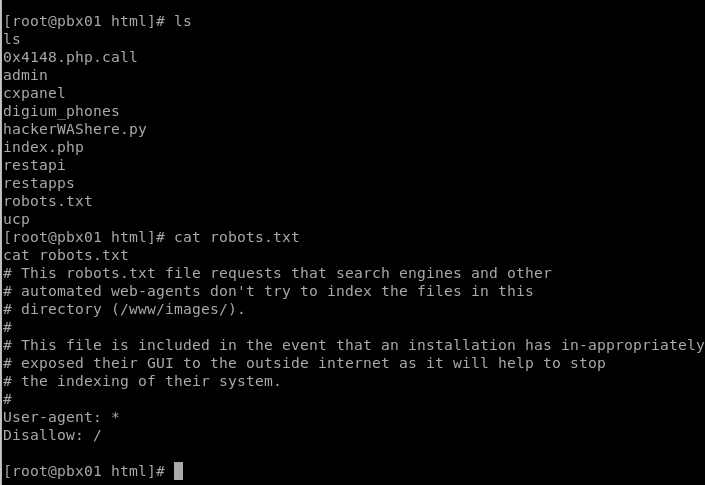 [root@pbx01 html]# ls
ls
0x4148.php.call
admin
cxpanel
digium_phones
hackerWAShere.py
index.php
restapi
restapps
robots.txt
ucp
[root@pbx01 html]# cat robots.txt
cat robots.txt
# This robots.txt file requests that search engines and other
# automated web-agents don't try to index the files in this
# directory (/www/images/).
#
# This file is included in the event that an installation has in-appropriately
# exposed their GUI to the outside internet as it will help to stop
# the indexing of their system.
#
User-agent: *
Disallow: /
[root@pbx01 html]#